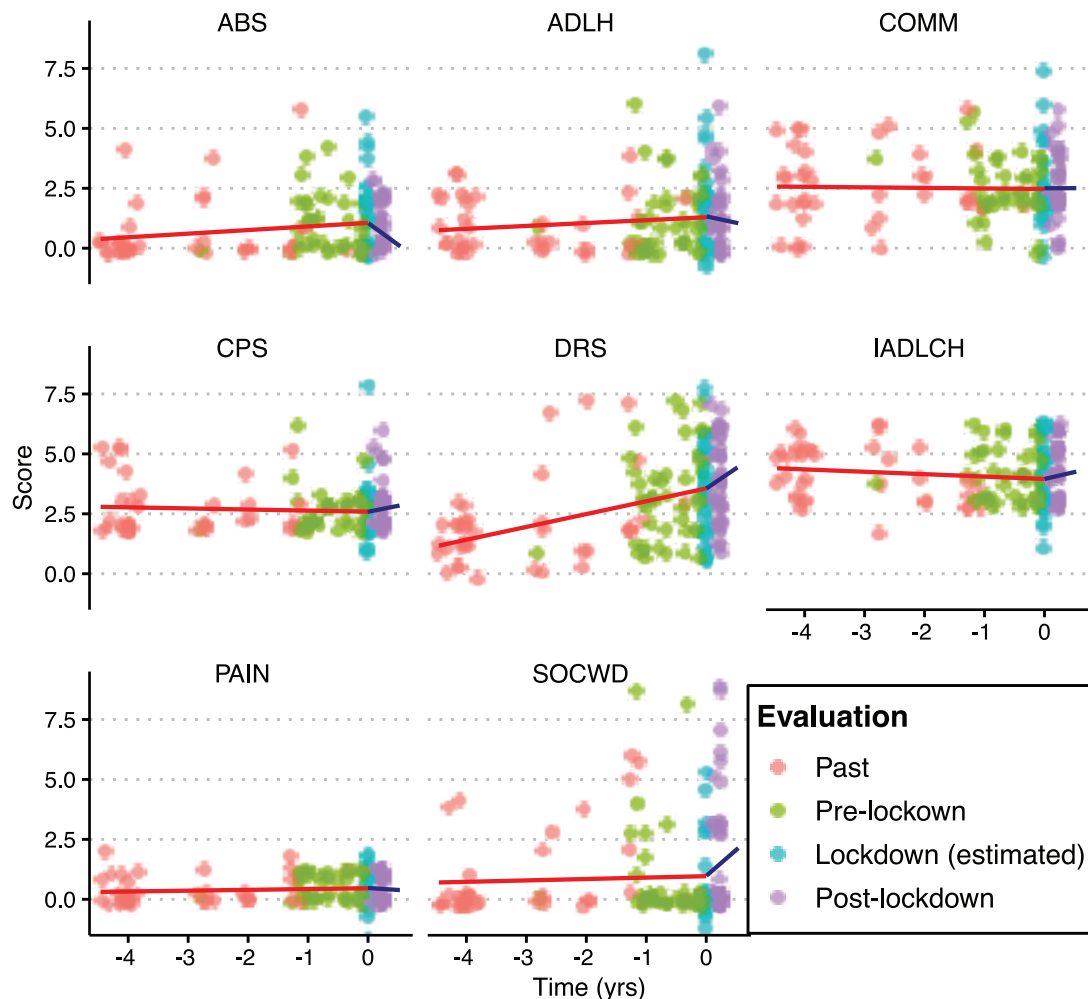 ABS ADLH COMM
7.5
5.0
2.5
0.0
CPS DRS IADLCH
7.5
5.0
2.5
0.0
Score
-4 -3 -2 -1 0
PAIN SOCWD
7.5
5.0
2.5
0.0
-4 -3 -2 -1 0 -4 -3 -2 -1 0
Time (yrs)
Evaluation
Past
Pre-lockown
Lockdown (estimated)
Post-lockdown